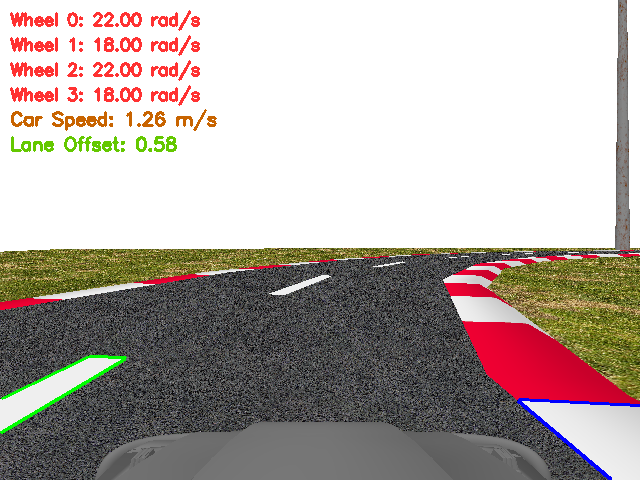 Wheel 0: 22.00 rad/s
Wheel 1: 18.00 rad/s
Wheel 2: 22.00 rad/s
Wheel 3: 18.00 rad/s
Car Speed: 1.26 m/s
Lane Offset: 0.58